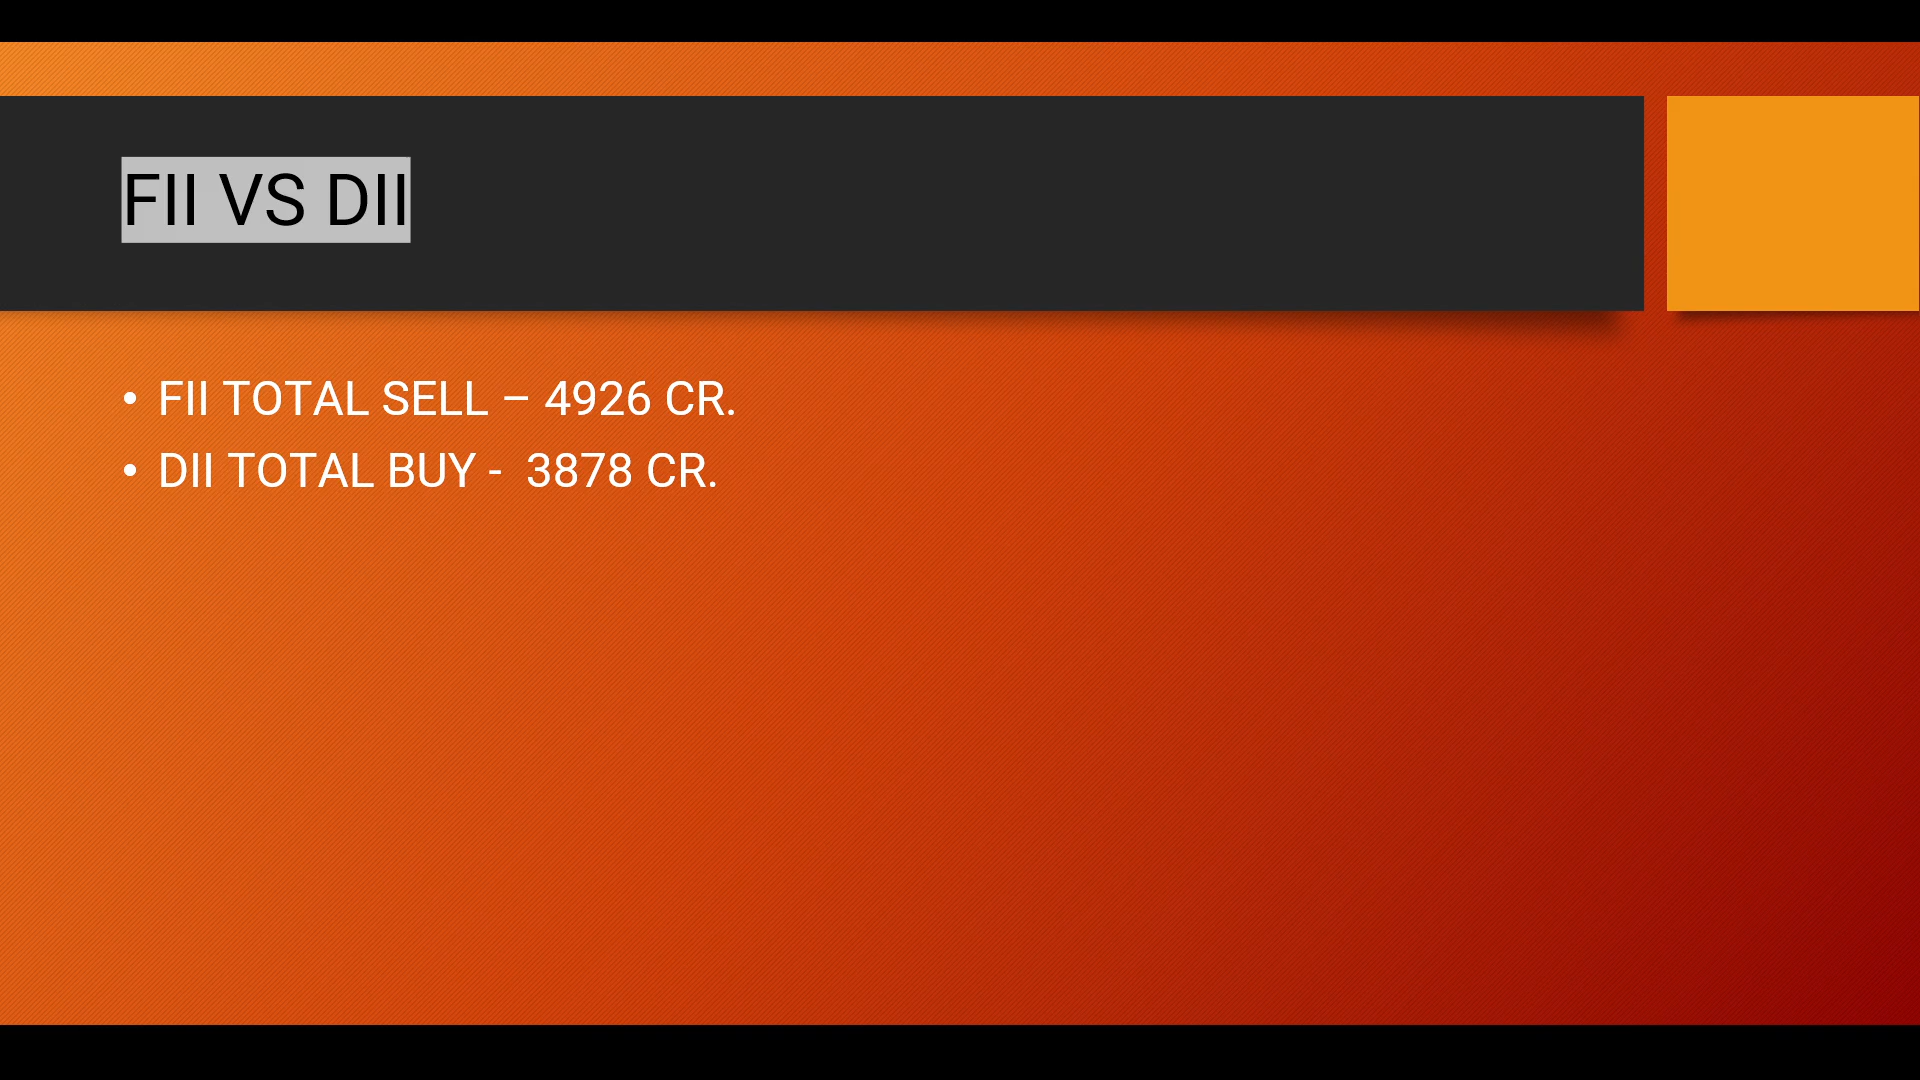 FII VS DII
• FII TOTAL SELL – 4926 CR.
• DII TOTAL BUY -  3878 CR.